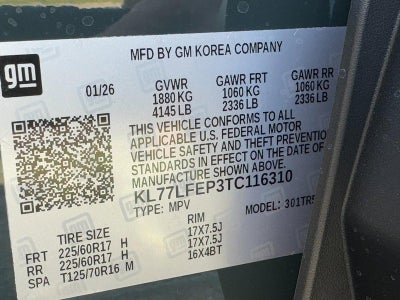 MFD BY GM KOREA COMPANY
gm
01/26 GVWR GAWR FRT GAWR RR
1880 KG 1060 KG 1060 KG
4145 LB 2336 LB 2336 LB
THIS VEHICLE CONFORMS TO ALL
APPLICABLE U.S. FEDERAL MOTOR
VEHICLE SAFETY AND THEFT PREVENTION
STANDARDS IN EFFECT ON THE DATE OF
MANUFACTURE SHOWN ABOVE.
KL77LFEP3TC116310
TYPE: MPV MODEL: 301TR5
TIRE SIZE RIM
FRT 225/60R17 H 17X7.5J
RR 225/60R17 H 17X7.5J
SPA T125/70R16 M 16X4BT